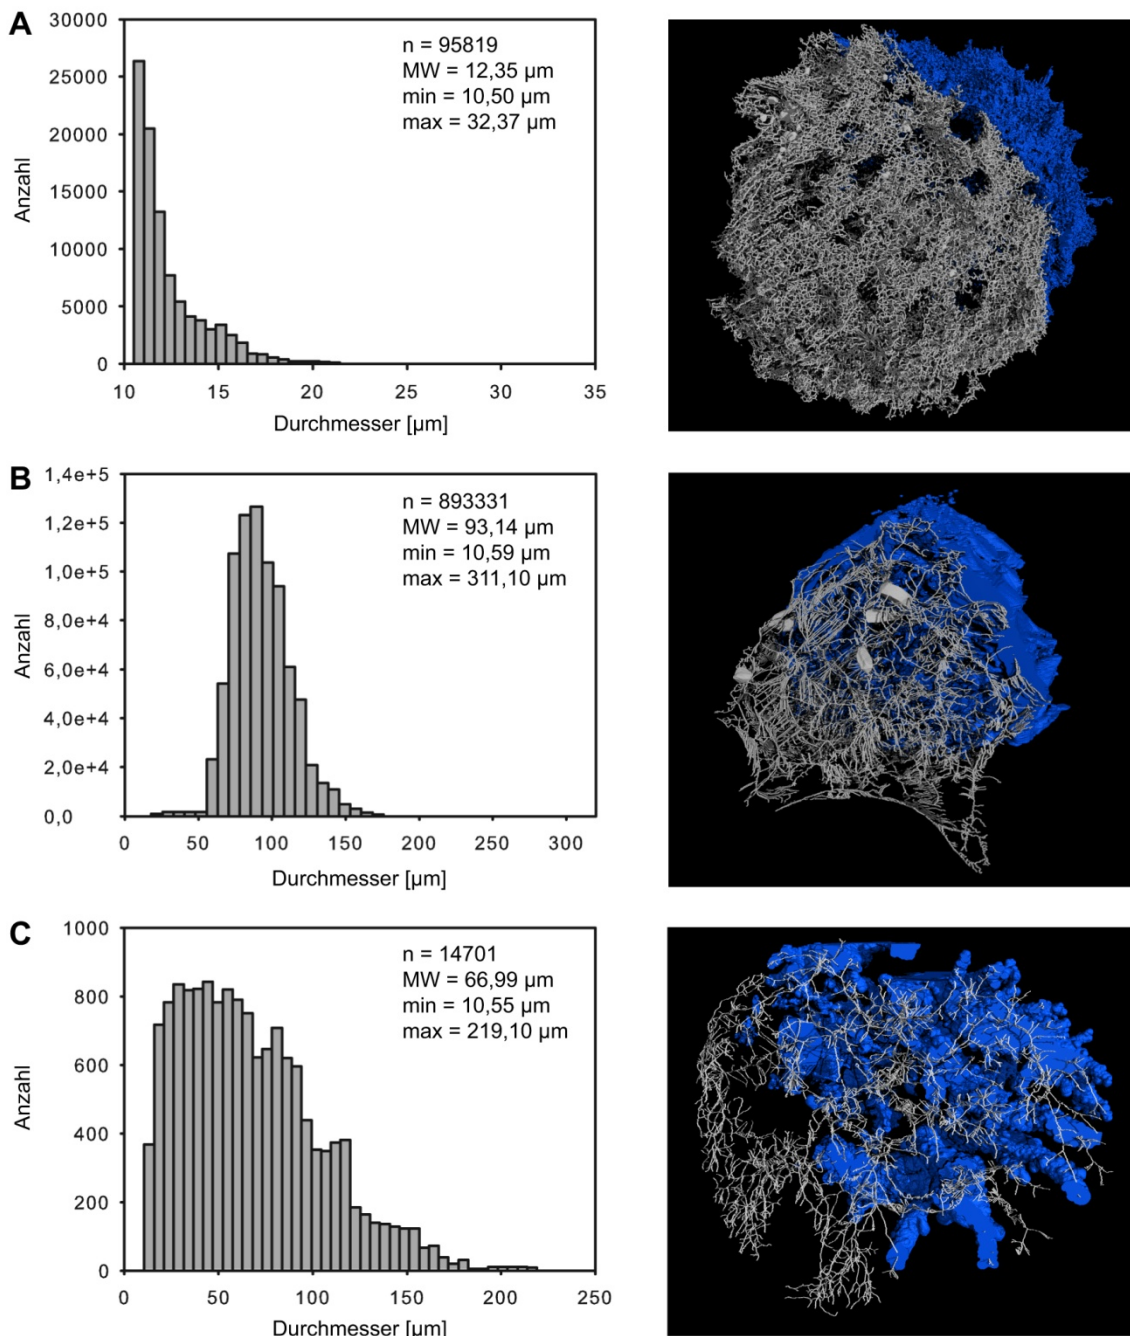 A
30000
25000
20000
15000
10000
5000
0
Anzahl
n = 95819
MW = 12,35 µm
min = 10,50 µm
max = 32,37 µm
10 15 20 25 30 35
Durchmesser [µm]
B
1,4e+5
1,2e+5
1,0e+5
8,0e+4
6,0e+4
4,0e+4
2,0e+4
0,0
Anzahl
n = 893331
MW = 93,14 µm
min = 10,59 µm
max = 311,10 µm
0 50 100 150 200 250 300
Durchmesser [µm]
C
1000
800
600
400
200
0
Anzahl
n = 14701
MW = 66,99 µm
min = 10,55 µm
max = 219,10 µm
0 50 100 150 200 250
Durchmesser [µm]